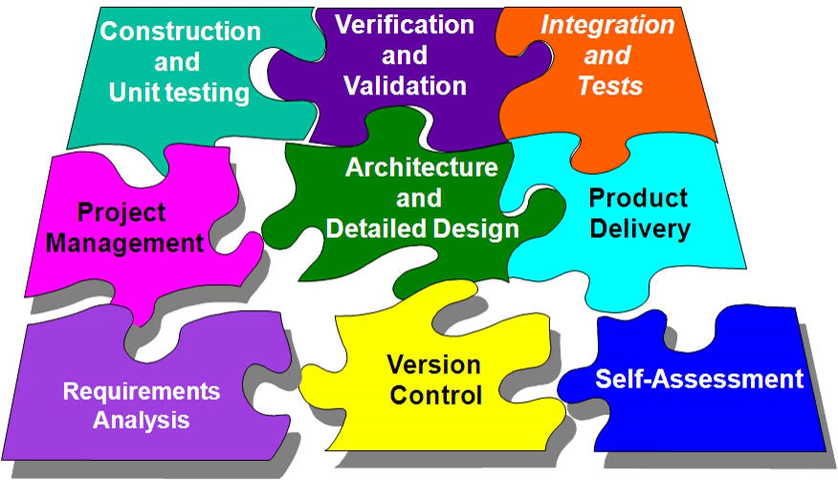 Construction
and
Unit testing
Verification
and
Validation
Integration
and
Tests
Project
Management
Architecture
and
Detailed Design
Product
Delivery
Requirements
Analysis
Version
Control
Self-Assessment